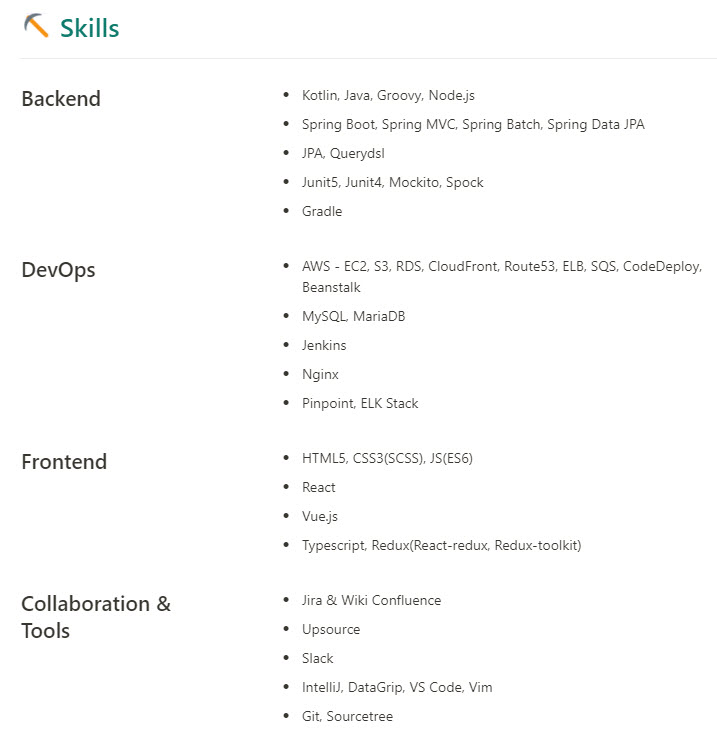 Skills
Backend
• Kotlin, Java, Groovy, Node.js
• Spring Boot, Spring MVC, Spring Batch, Spring Data JPA
• JPA, Querydsl
• Junit5, Junit4, Mockito, Spock
• Gradle
DevOps
• AWS - EC2, S3, RDS, CloudFront, Route53, ELB, SQS, CodeDeploy,
Beanstalk
• MySQL, MariaDB
• Jenkins
• Nginx
• Pinpoint, ELK Stack
Frontend
• HTML5, CSS3(SCSS), JS(ES6)
• React
• Vue.js
• Typescript, Redux(React-redux, Redux-toolkit)
Collaboration &
Tools
• Jira & Wiki Confluence
• Upsource
• Slack
• IntelliJ, DataGrip, VS Code, Vim
• Git, Sourcetree